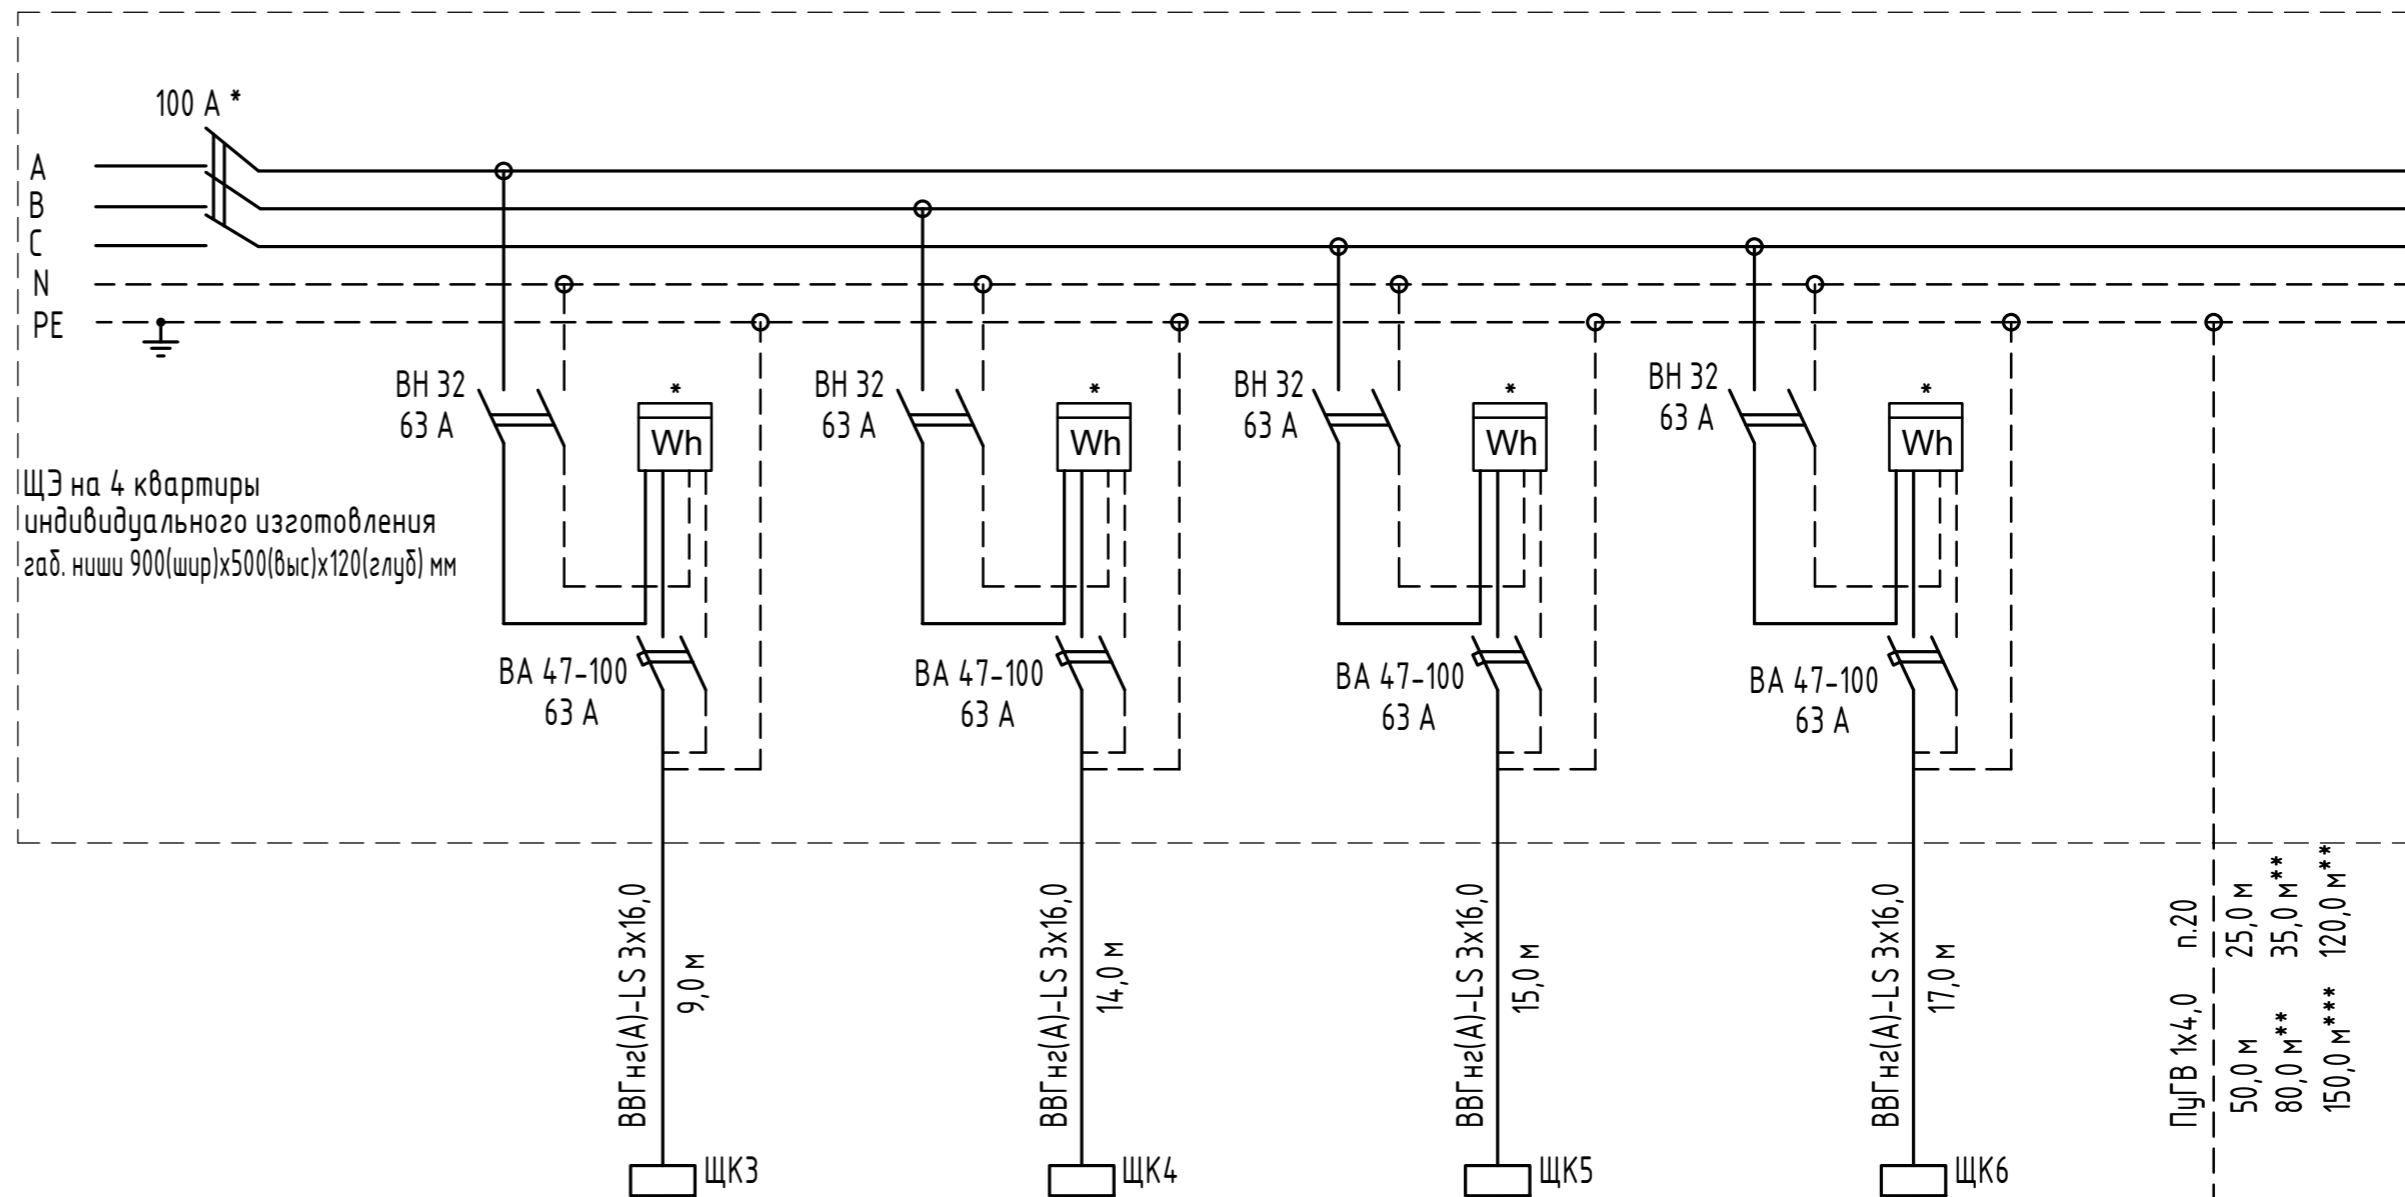 100 А *
А
В
С
N
PE
ВН 32
63 А
*
Wh
ВН 32
63 А
*
Wh
ВН 32
63 А
*
Wh
ВН 32
63 А
*
Wh
ЩЭ на 4 квартиры
индивидуального изготовления
габ. ниши 900(шир)х500(выс)х120(глуб) мм
ВА 47-100
63 А
ВА 47-100
63 А
ВА 47-100
63 А
ВА 47-100
63 А
ВВГнг(А)-LS 3х16,0
9,0 м
ВВГнг(А)-LS 3х16,0
14,0 м
ВВГнг(А)-LS 3х16,0
15,0 м
ВВГнг(А)-LS 3х16,0
17,0 м
ПуГВ 1х4,0 п.20
50,0 м 25,0 м
80,0 м** 35,0 м**
150,0 м*** 120,0 м**
ЩК3
ЩК4
ЩК5
ЩК6